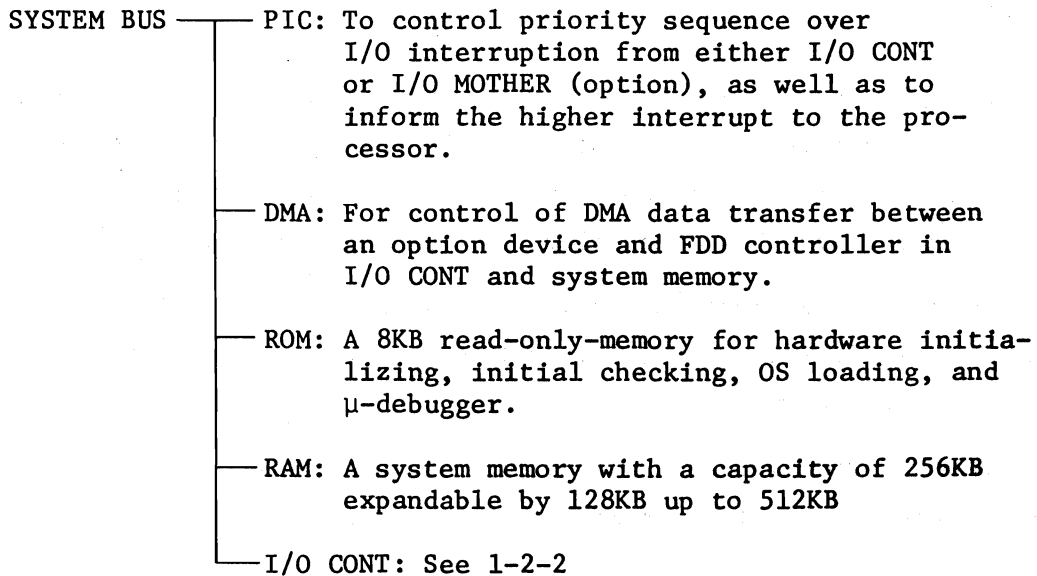 SYSTEM BUS PIC: To control priority sequence over
I/O interruption from either I/O CONT
or I/O MOTHER (option), as well as to
inform the higher interrupt to the pro-
cessor.
DMA: For control of DMA data transfer between
an option device and FDD controller in
I/O CONT and system memory.
ROM: A 8KB read-only-memory for hardware initia-
lizing, initial checking, OS loading, and
μ-debugger.
RAM: A system memory with a capacity of 256KB
expandable by 128KB up to 512KB
I/O CONT: See 1-2-2